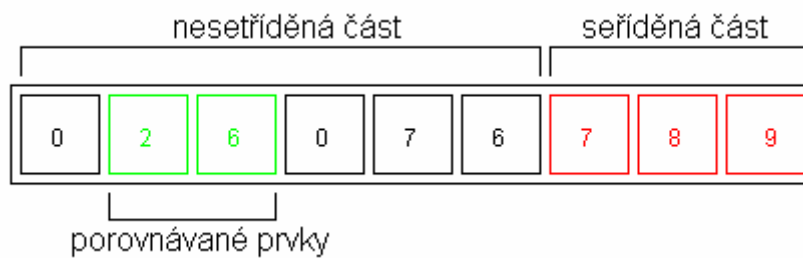 nesetříděná část seříděná část
0 2 6 0 7 6 7 8 9
porovnávané prvky